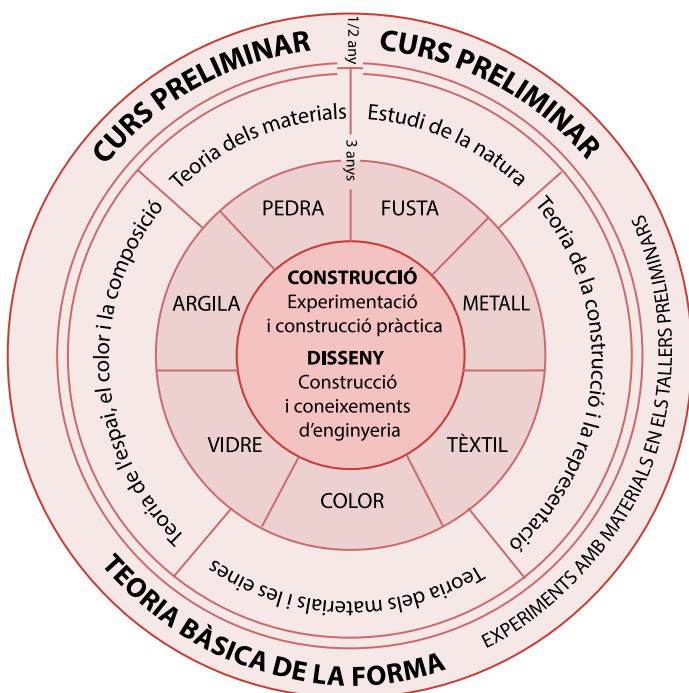 CURS PRELIMINAR
1/2 any
CURS PRELIMINAR
EXPERIMENTS AMB MATERIALS EN ELS TALLERS PRELIMINARS
TEORIA BÀSICA DE LA FORMA
Teoria dels materials
3 anys
Estudi de la natura
Teoria de la construcció i la representació
Teoria dels materials i les eines
Teoria de l'espai, el color i la composició
PEDRA
FUSTA
METALL
TÈXTIL
COLOR
VIDRE
ARGILA
CONSTRUCCIÓ
Experimentació
i construcció pràctica
DISSENY
Construcció
i coneixements
d'enginyeria